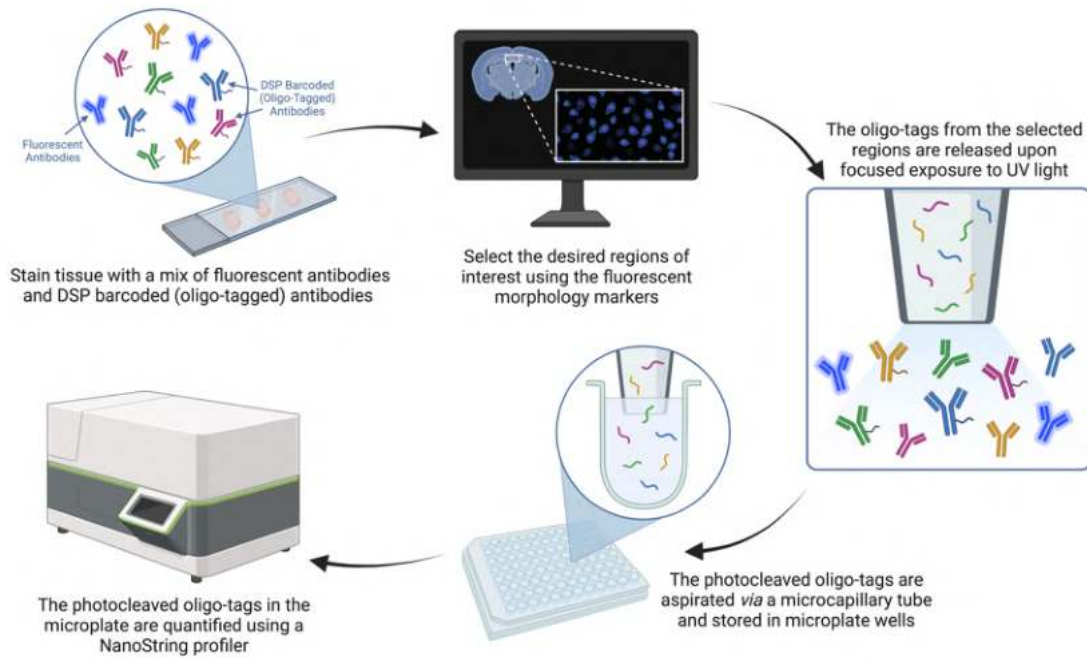 DSP Barcoded
(Oligo-Tagged)
Antibodies
Fluorescent
Antibodies
Stain tissue with a mix of fluorescent antibodies
and DSP barcoded (oligo-tagged) antibodies
Select the desired regions of
interest using the fluorescent
morphology markers
The oligo-tags from the selected
regions are released upon
focused exposure to UV light
The photocleaved oligo-tags are
aspirated via a microcapillary tube
and stored in microplate wells
The photocleaved oligo-tags in the
microplate are quantified using a
NanoString profiler